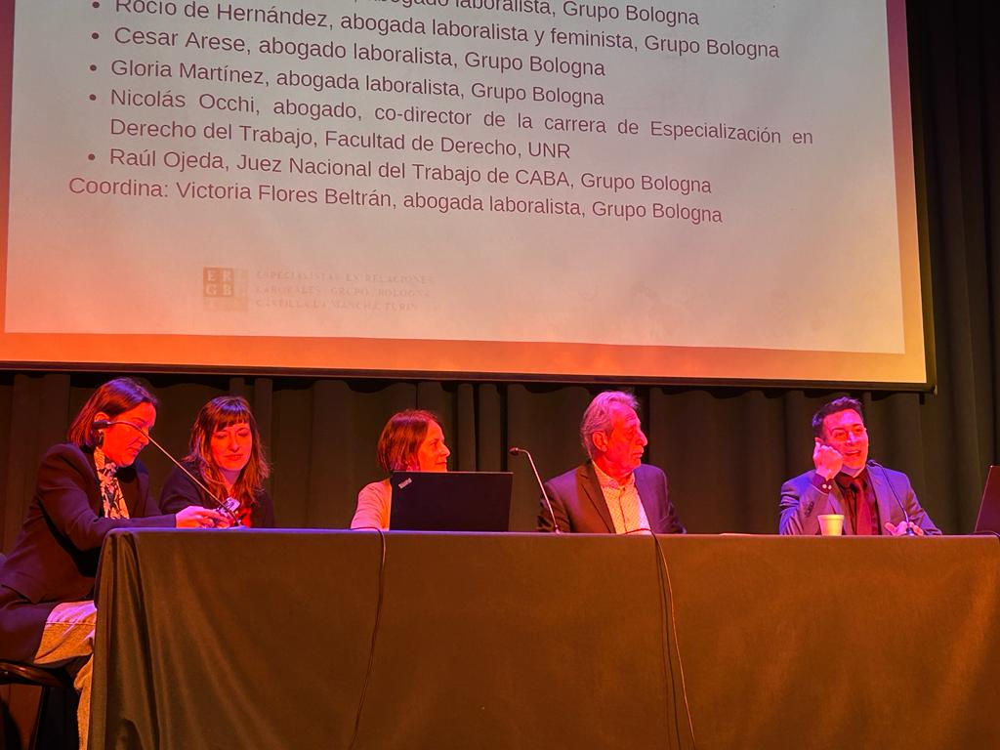 abogado laboralista, Grupo Bologna
• Rocío de Hernández, abogada laboralista y feminista, Grupo Bologna
• Cesar Arese, abogado laboralista, Grupo Bologna
• Gloria Martínez, abogada laboralista, Grupo Bologna
• Nicolás Occhi, abogado, co-director de la carrera de Especialización en
Derecho del Trabajo, Facultad de Derecho, UNR
• Raúl Ojeda, Juez Nacional del Trabajo de CABA, Grupo Bologna
Coordina: Victoria Flores Beltrán, abogada laboralista, Grupo Bologna
ER
GB
ESPECIALISTAS EN RELACIONES
LABORALES GRUPO BOLOGNA
CASTILLA LA MANCHA TURIN